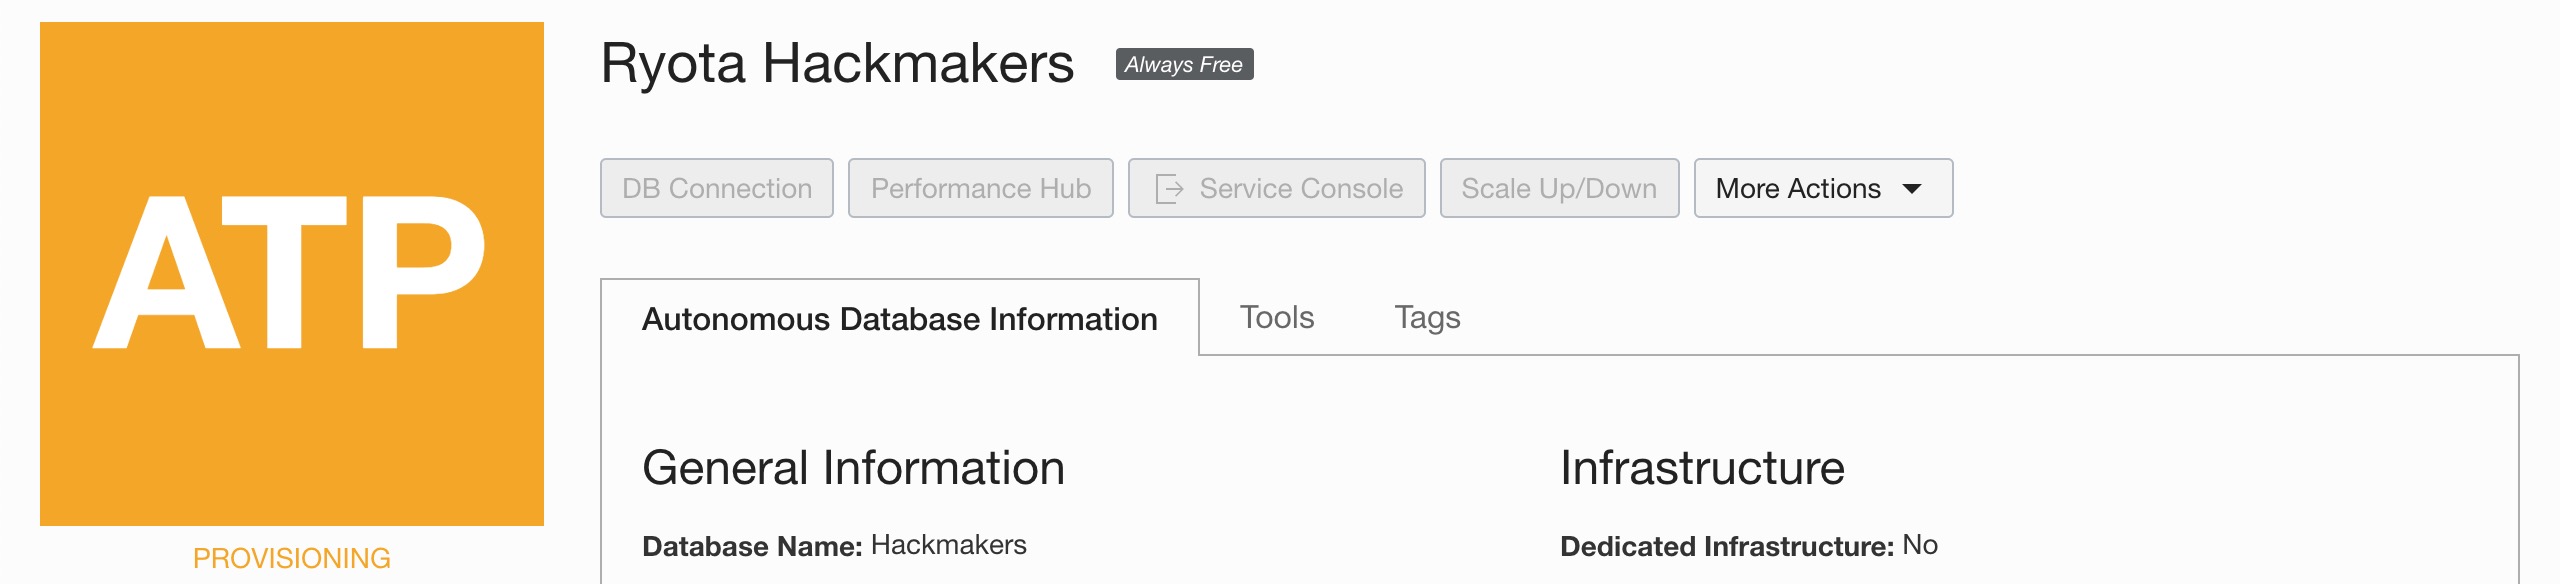 ATP
PROVISIONING
Ryota Hackmakers Always Free
DB Connection Performance Hub Service Console Scale Up/Down More Actions
Autonomous Database Information Tools Tags
General Information
Database Name: Hackmakers
Infrastructure
Dedicated Infrastructure: No